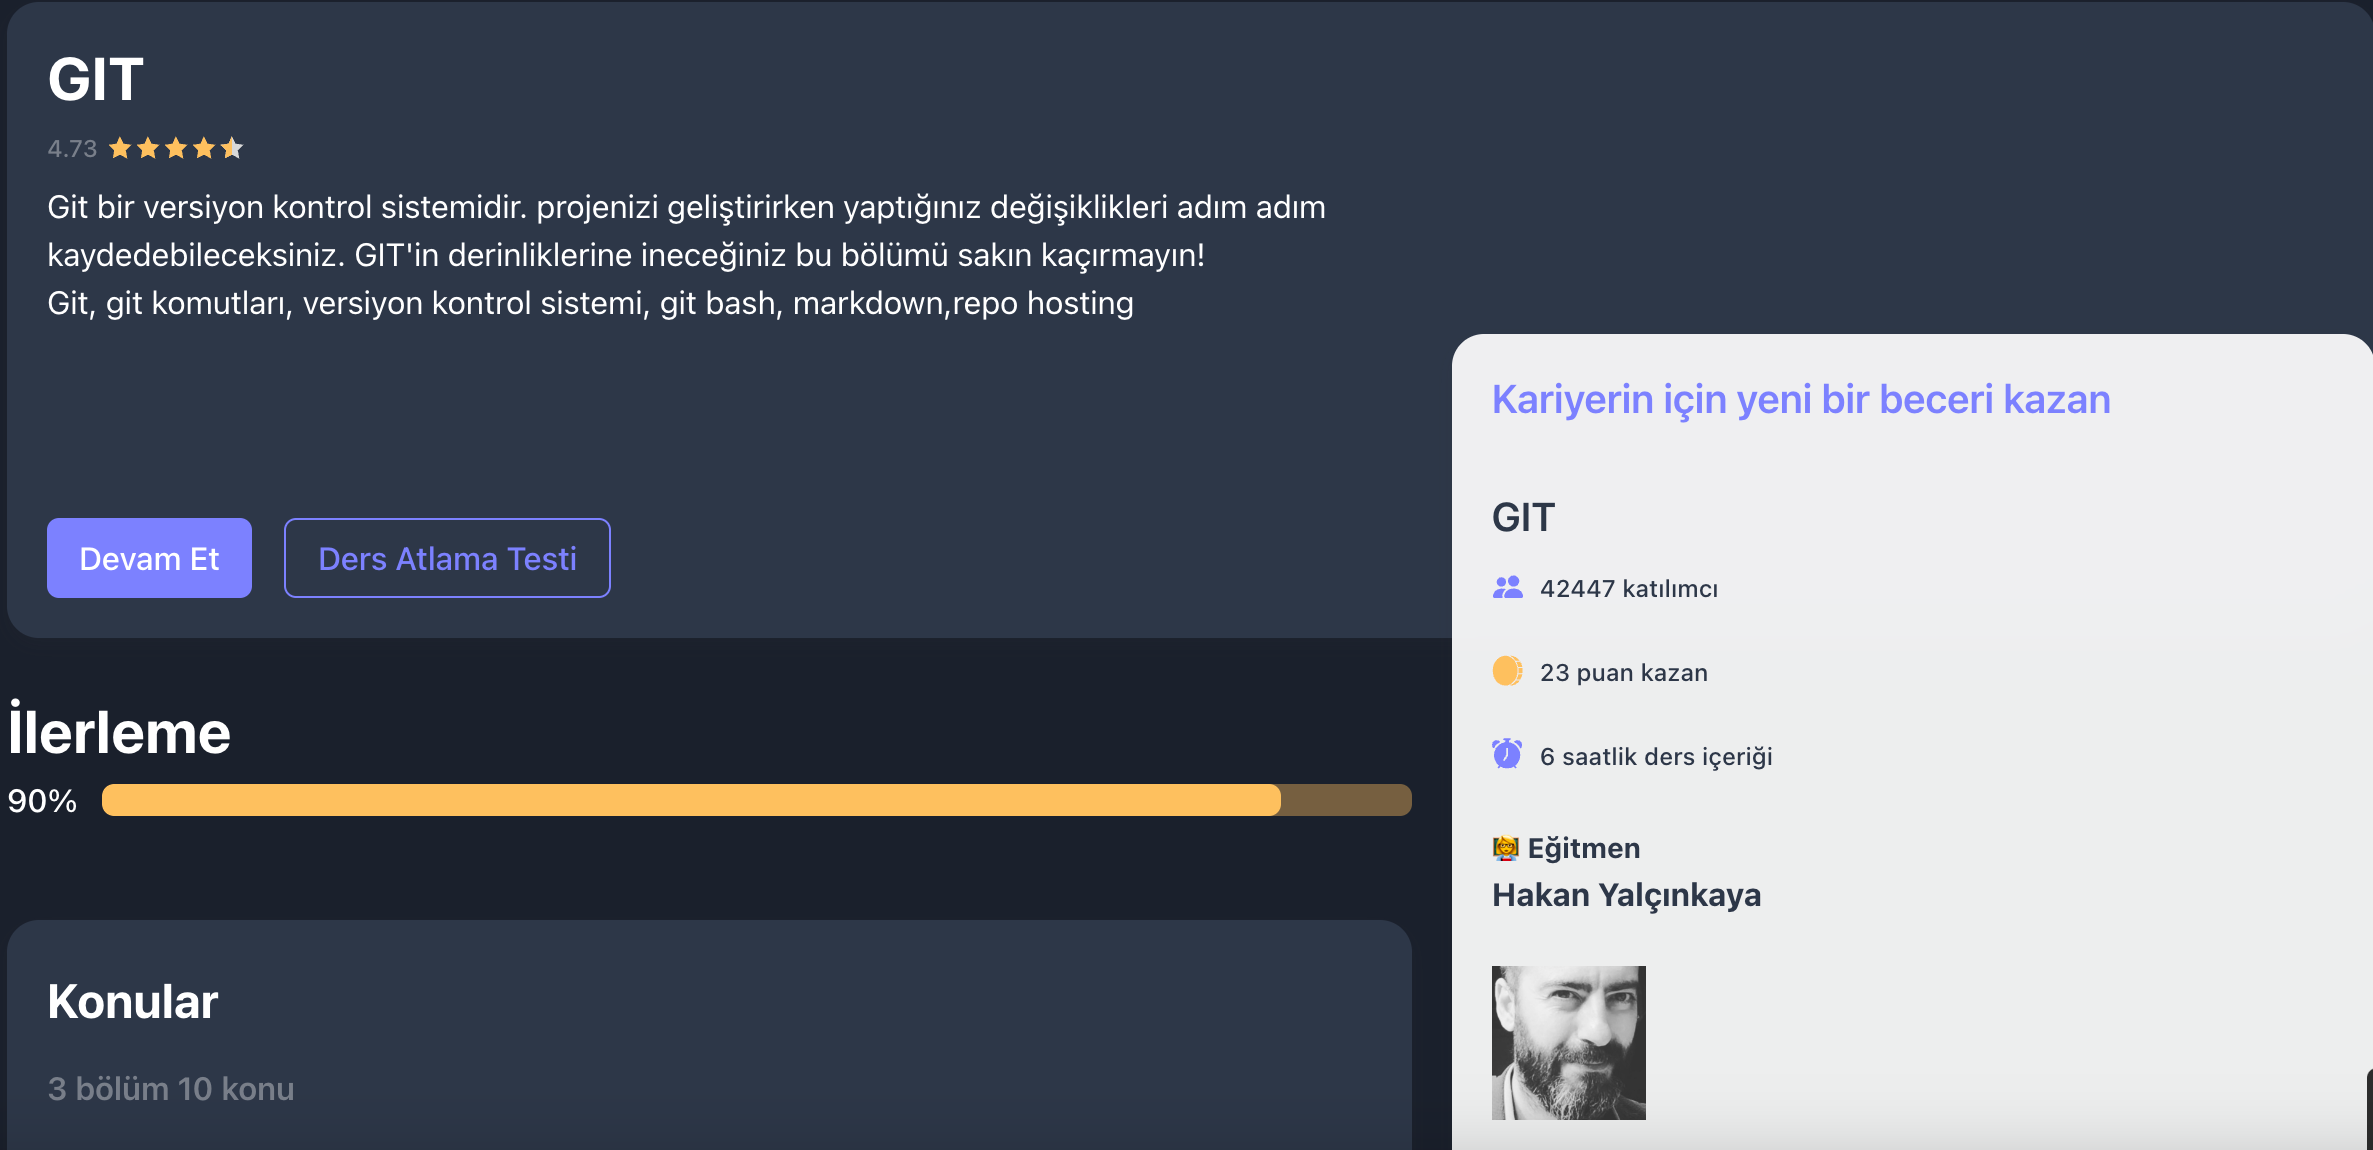 GIT
4.73
Git bir versiyon kontrol sistemidir. projenizi geliştirirken yaptığınız değişiklikleri adım adım
kaydedebileceksiniz. GIT'in derinliklerine ineceğiniz bu bölümü sakın kaçırmayın!
Git, git komutları, versiyon kontrol sistemi, git bash, markdown,repo hosting
Devam Et
Ders Atlama Testi
İlerleme
90%
Konular
3 bölüm 10 konu
Kariyerin için yeni bir beceri kazan
GIT
42447 katılımcı
23 puan kazan
6 saatlik ders içeriği
Eğitmen
Hakan Yalçınkaya